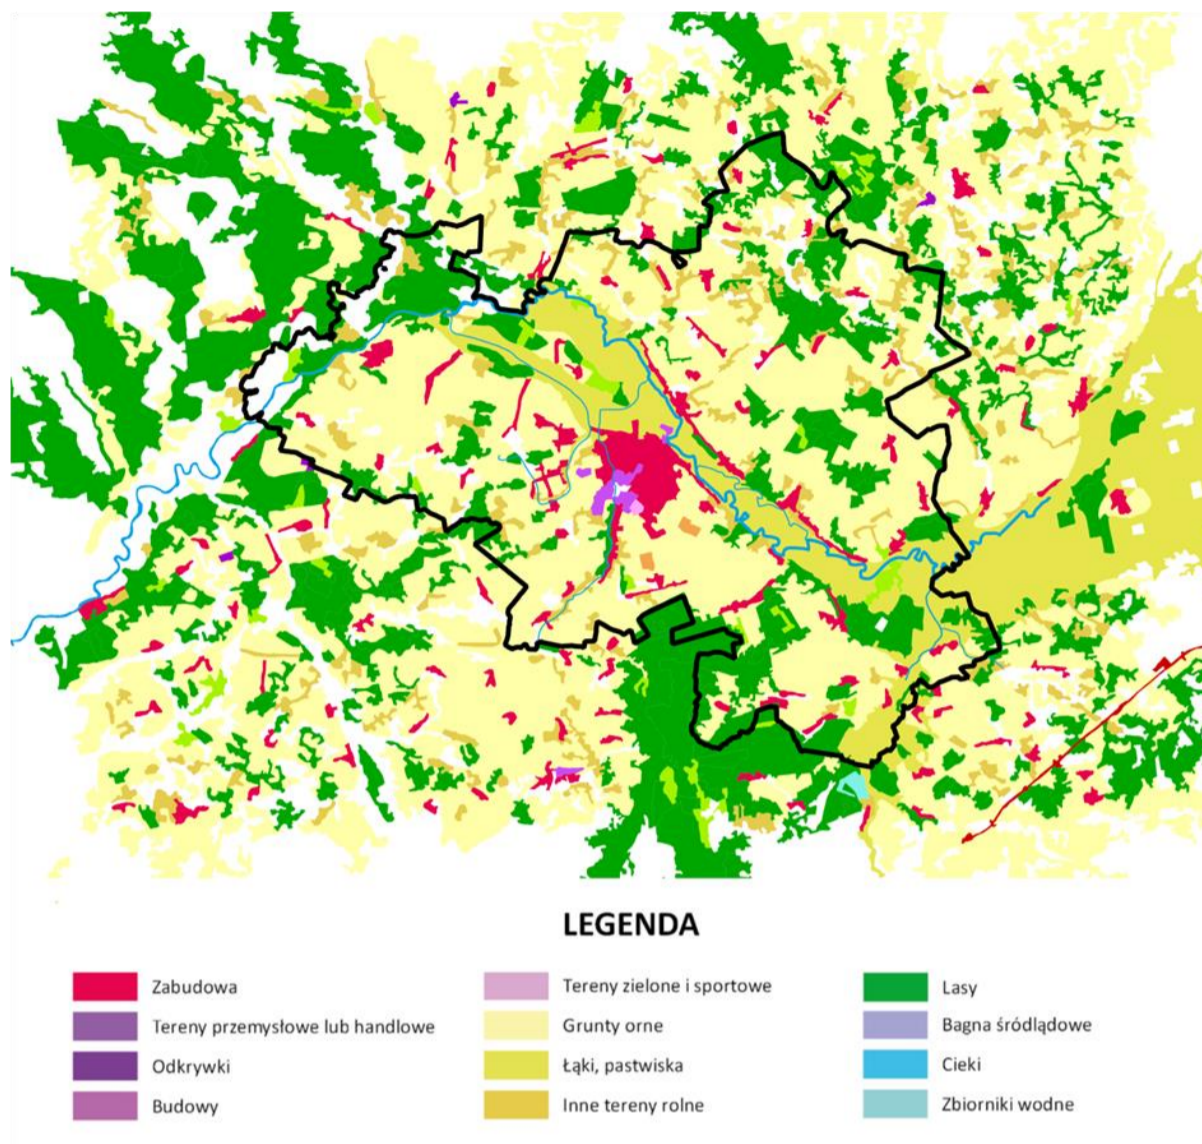 LEGENDA
Zabudowa
Tereny przemysłowe lub handlowe
Odkrywki
Budowy
Tereny zielone i sportowe
Grunty orne
Łąki, pastwiska
Inne tereny rolne
Lasy
Bagna śródlądowe
Cieki
Zbiorniki wodne